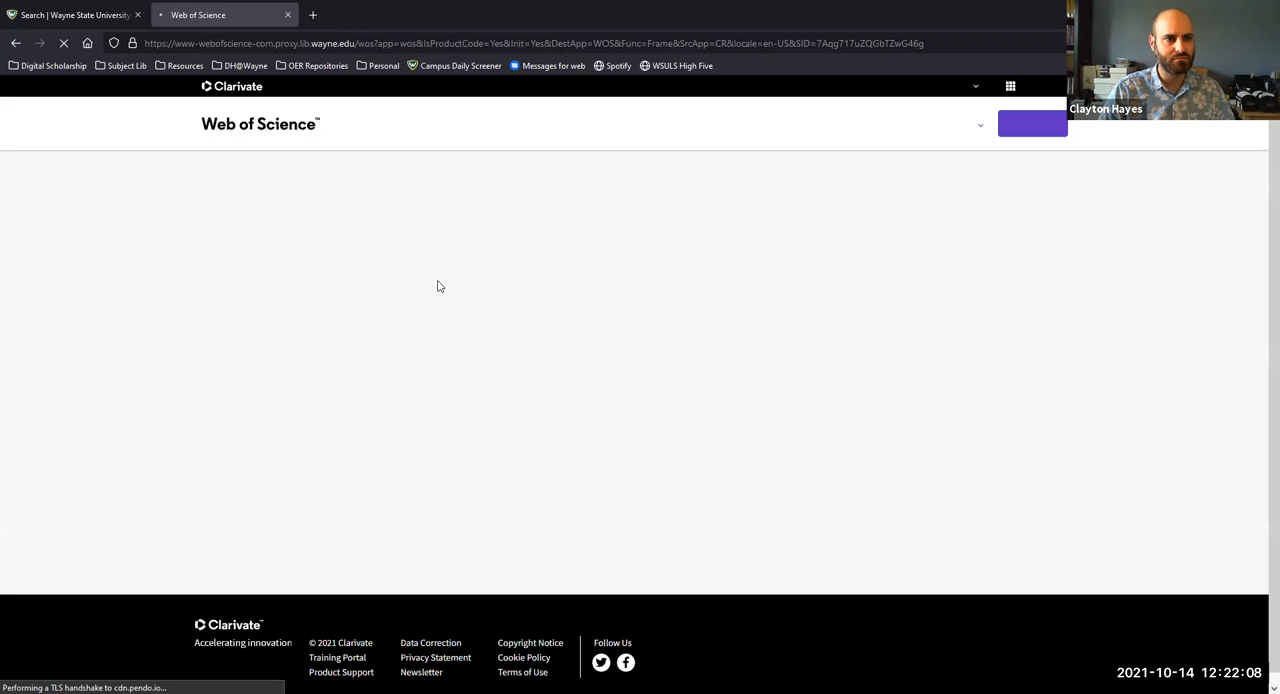 Search | Wayne State University
Web of Science
https://www-webofscience-com.proxy.lib.wayne.edu/wos?app=wos&IsProductCode=Yes&Init=Yes&DestApp=WOS&Func=Frame&SrcApp=CR&locale=en-US&SID=7Aqg717uZQGbTZwG46g
Digital Scholarship Subject Lib Resources DH@Wayne OER Repositories Personal Campus Daily Screener Messages for web Spotify WSULS High Five
Clarivate
Clayton Hayes
Web of Science™
Clarivate™
Accelerating innovation
© 2021 Clarivate
Training Portal
Product Support
Data Correction
Privacy Statement
Newsletter
Copyright Notice
Cookie Policy
Terms of Use
Follow Us
2021-10-14 12:22:08
Performing a TLS handshake to cdn.pendo.io...